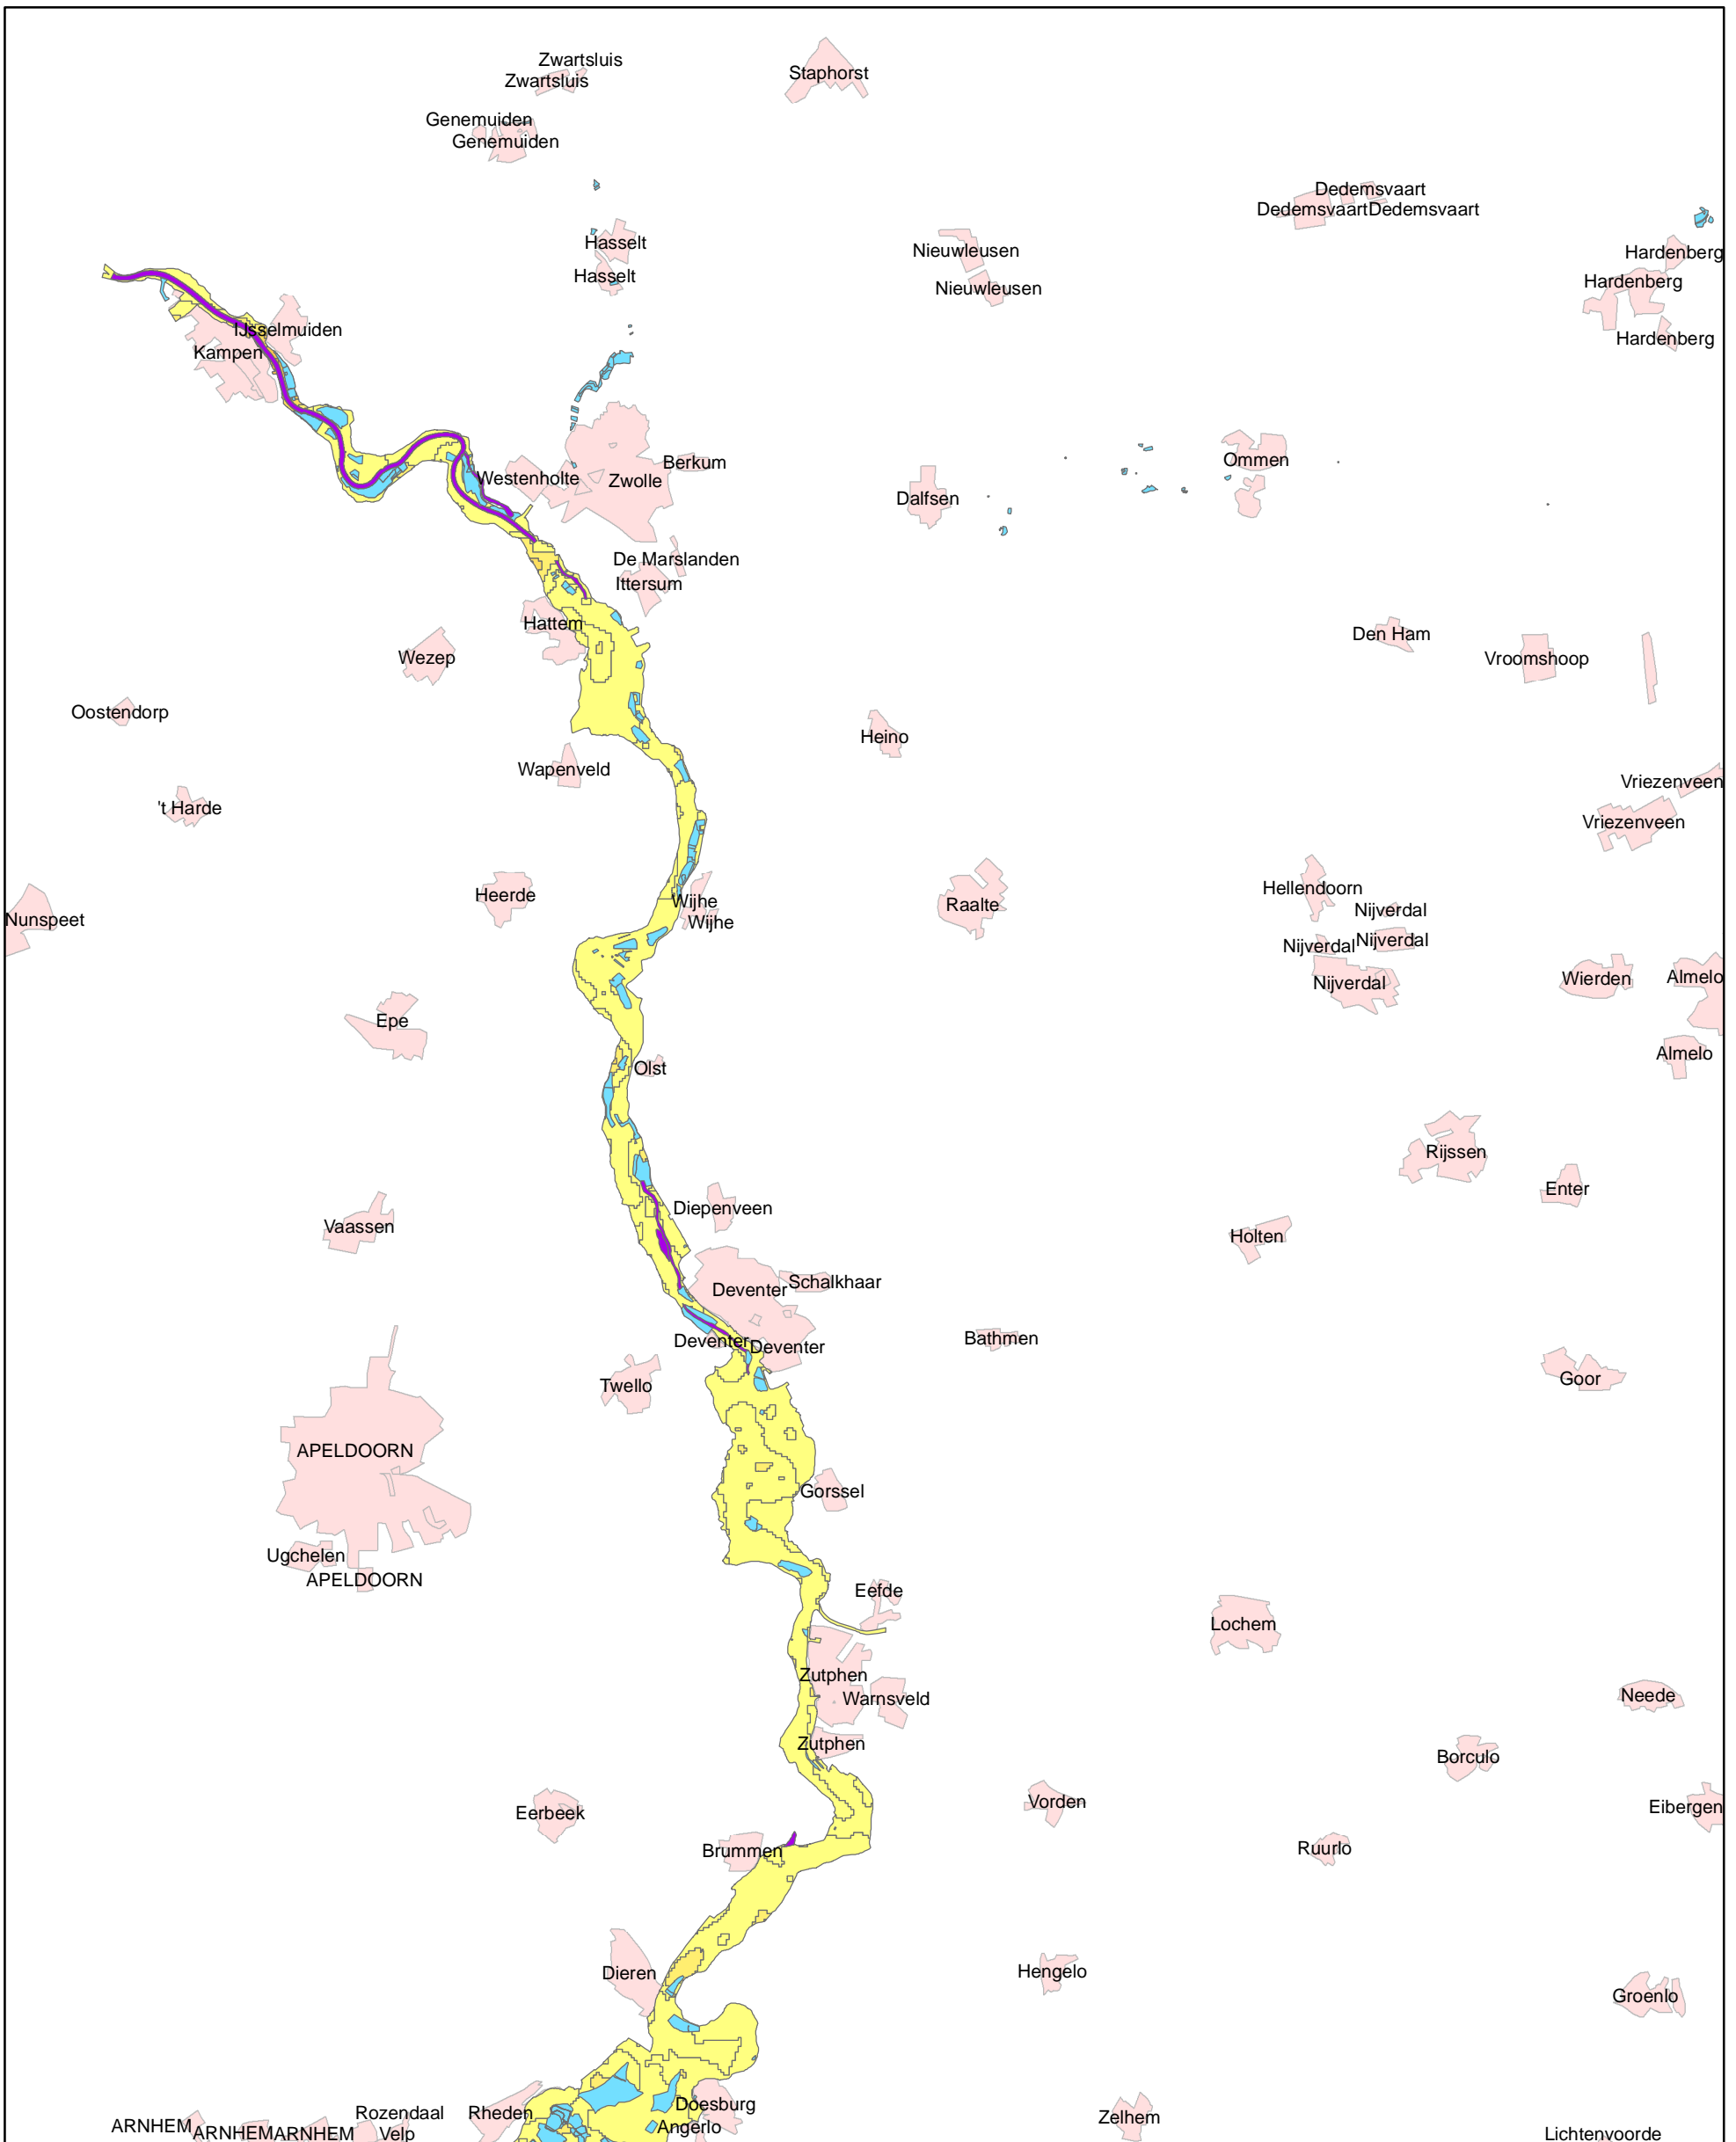 Zwartsluis
Zwartsluis
Staphorst
Genemuiden
Genemuiden
Dedemsvaart
Dedemsvaart
Dedemsvaart
Hasselt
Nieuwleusen
Hardenberg
Hasselt
Hardenberg
Nieuwleusen
IJsselmuiden
Hardenberg
Kampen
Ommen
Berkum
Westenholte
Zwolle
Dalfsen
De Marslanden
Ittersum
Hattem
Den Ham
Wezep
Vroomshoop
Oostendorp
Heino
Wapenveld
Vriezenveen
't Harde
Vriezenveen
Hellendoorn
Heerde
Wijhe
Raalte
Nijverdal
Nunspeet
Wijhe
Nijverdal
Nijverdal
Wierden
Almelo
Nijverdal
Epe
Almelo
Olst
Rijssen
Enter
Diepenveen
Vaassen
Holten
Schalkhaar
Deventer
Bathmen
Deventer
Deventer
Goor
Twello
APELDOORN
Gorssel
Ugchelen
APELDOORN
Eefde
Lochem
Zutphen
Neede
Warnsveld
Zutphen
Borculo
Vorden
Eibergen
Eerbeek
Ruurlo
Brummen
Hengelo
Dieren
Groenlo
Doesburg
Rozendaal
Rheden
Zelhem
ARNHEM
Angerlo
ARNHEM
ARNHEM
Velp
Lichtenvoorde